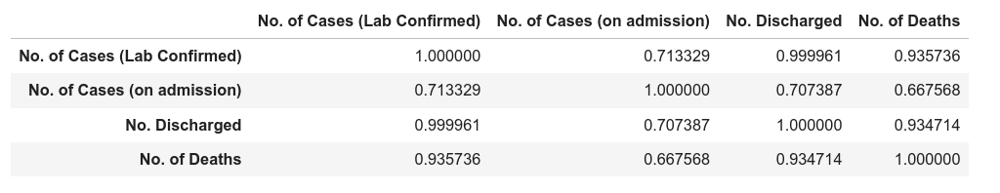 No. of Cases (Lab Confirmed) No. of Cases (on admission) No. Discharged No. of Deaths
No. of Cases (Lab Confirmed) 1.000000 0.713329 0.999961 0.935736
No. of Cases (on admission) 0.713329 1.000000 0.707387 0.667568
No. Discharged 0.999961 0.707387 1.000000 0.934714
No. of Deaths 0.935736 0.667568 0.934714 1.000000